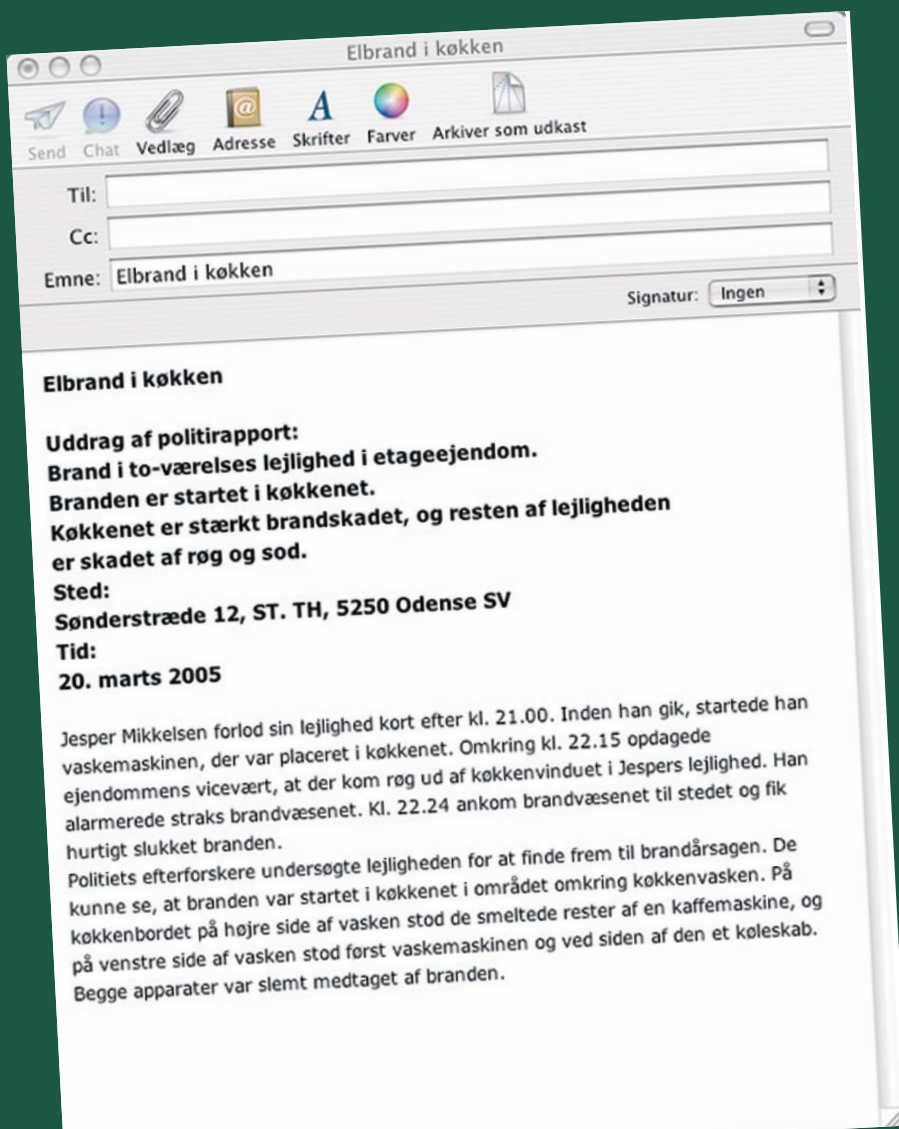 Elbrand i køkken
Send Chat Vedlæg Adresse Skrifter Farver Arkiver som udkast
Til:
Cc:
Emne: Elbrand i køkken
Signatur: Ingen
Elbrand i køkken
Uddrag af politirapport:
Brand i to-værelses lejlighed i etageejendom.
Branden er startet i køkkenet.
Køkkenet er stærkt brandskadet, og resten af lejligheden
er skadet af røg og sod.
Sted:
Sønderstræde 12, ST. TH, 5250 Odense SV
Tid:
20. marts 2005
Jesper Mikkelsen forlod sin lejlighed kort efter kl. 21.00. Inden han gik, startede han
vaskemaskinen, der var placeret i køkkenet. Omkring kl. 22.15 opdagede
ejendommens vicevært, at der kom røg ud af køkkenvinduet i Jespers lejlighed. Han
alarmerede straks brandvæsenet. Kl. 22.24 ankom brandvæsenet til stedet og fik
hurtigt slukket branden.
Politiets efterforskere undersøgte lejligheden for at finde frem til brandårsagen. De
kunne se, at branden var startet i køkkenet i området omkring køkkenvasken. På
køkkenbordet på højre side af vasken stod de smeltede rester af en kaffemaskine, og
på venstre side af vasken stod først vaskemaskinen og ved siden af den et køleskab.
Begge apparater var slemt medtaget af branden.